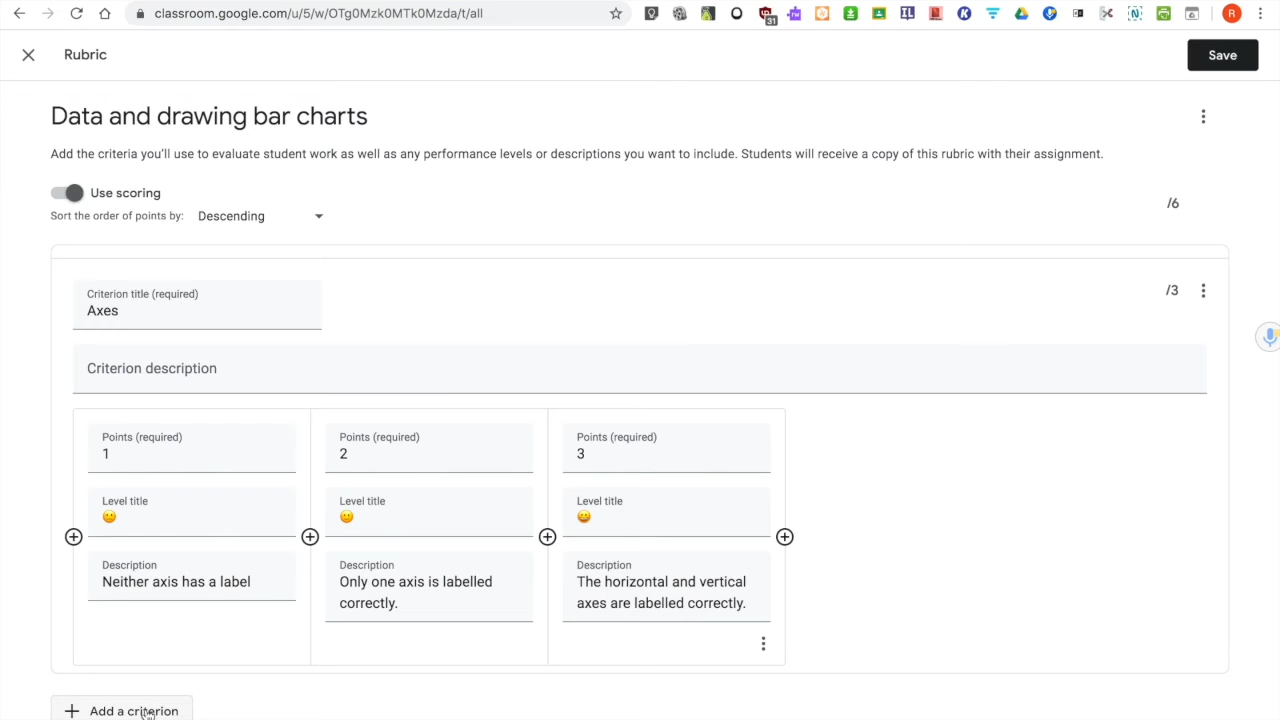 classroom.google.com/u/5/w/OTg0Mzk0MTk0Mzda/t/all
31
rw
IL
K
N
R
Rubric
Save
Data and drawing bar charts
Add the criteria you'll use to evaluate student work as well as any performance levels or descriptions you want to include. Students will receive a copy of this rubric with their assignment.
Use scoring
Sort the order of points by: Descending
/6
Criterion title (required)
Axes
/3
Criterion description
Points (required) Points (required) Points (required)
1 2 3
Level title Level title Level title
🙂 🙂 😄
Description Description Description
Neither axis has a label Only one axis is labelled The horizontal and vertical
correctly. axes are labelled correctly.
Add a criterion